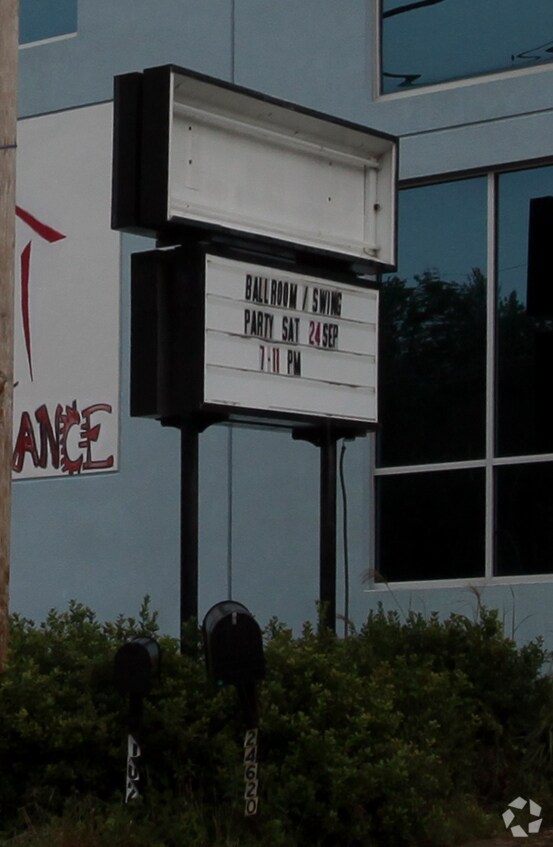 BALLROOM / SWING
PARTY SAT 24 SEP
7-11 PM
ANCE
24620